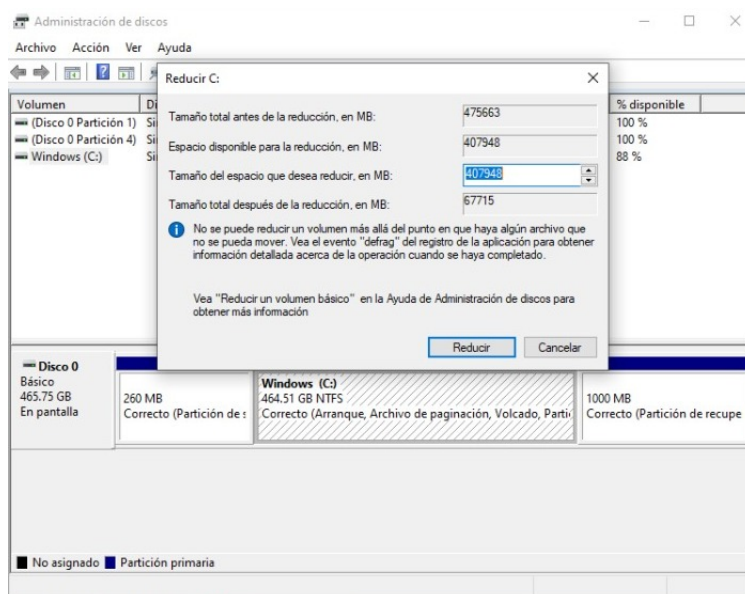 Administración de discos
Archivo Acción Ver Ayuda
Reducir C:
Tamaño total antes de la reducción, en MB: 475663
Espacio disponible para la reducción, en MB: 407948
Tamaño del espacio que desea reducir, en MB: 407948
Tamaño total después de la reducción, en MB: 67715
No se puede reducir un volumen más allá del punto en que haya algún archivo que
no se pueda mover. Vea el evento "defrag" del registro de la aplicación para obtener
información detallada acerca de la operación cuando se haya completado.
Vea "Reducir un volumen básico" en la Ayuda de Administración de discos para
obtener más información
Reducir Cancelar
Volumen Di % disponible
(Disco 0 Partición 1) Si 100 %
(Disco 0 Partición 4) Si 100 %
Windows (C:) Si 88 %
Disco 0
Básico
465.75 GB
En pantalla
260 MB
Correcto (Partición de s
Windows (C:)
464.51 GB NTFS
Correcto (Arranque, Archivo de paginación, Volcado, Parti
1000 MB
Correcto (Partición de recupe
No asignado Partición primaria